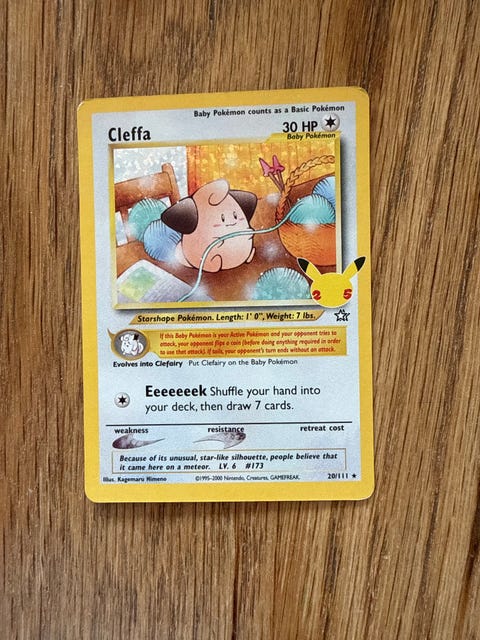 Baby Pokémon counts as a Basic Pokémon
Cleffa
30 HP
Baby Pokémon
25
Starshape Pokémon. Length: 1' 0", Weight: 7 lbs.
If this Baby Pokémon is your Active Pokémon and your opponent tries to
attack, your opponent flips a coin (before doing anything required in order
to use that attack). If tails, your opponent's turn ends without an attack.
Evolves into Clefairy Put Clefairy on the Baby Pokémon
Eeeeeeek Shuffle your hand into
your deck, then draw 7 cards.
weakness resistance retreat cost
Because of its unusual, star-like silhouette, people believe that
it came here on a meteor. LV. 6 #173
Illus. Kagemaru Himeno ©1995-2000 Nintendo, Creatures, GAMEFREAK. 20/111 ★